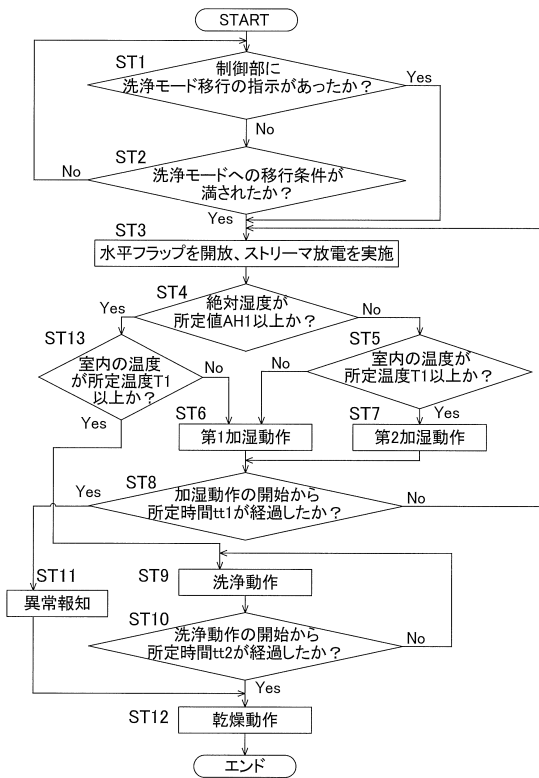 START
ST1
制御部に
洗浄モード移行の指示があったか？
Yes
No
ST2
洗浄モードへの移行条件が
満されたか？
No
Yes
ST3
水平フラップを開放、ストリーマ放電を実施
ST4
絶対湿度が
所定値AH1以上か？
Yes
No
ST13
室内の温度
が所定温度T1
以上か？
No
Yes
ST5
室内の温度が
所定温度T1以上か？
No
Yes
ST6
第1加湿動作
ST7
第2加湿動作
ST8
加湿動作の開始から
所定時間tt1が経過したか？
Yes
No
ST11
異常報知
ST9
洗浄動作
ST10
洗浄動作の開始から
所定時間tt2が経過したか？
No
Yes
ST12
乾燥動作
エンド